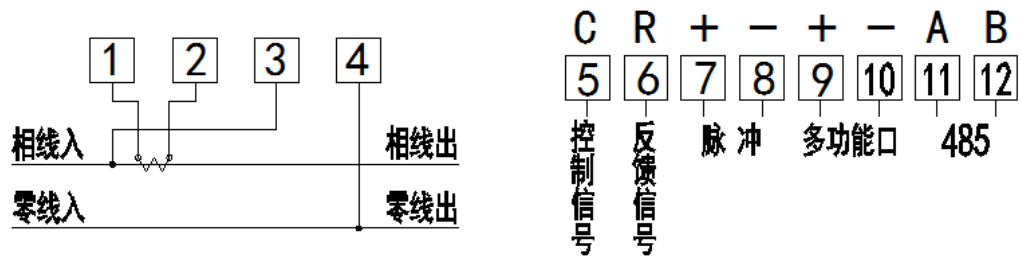 1 2 3 4
相线入 相线出
零线入 零线出
C R + - + - A B
5 6 7 8 9 10 11 12
控制信号 反馈信号 脉冲 多功能口 485